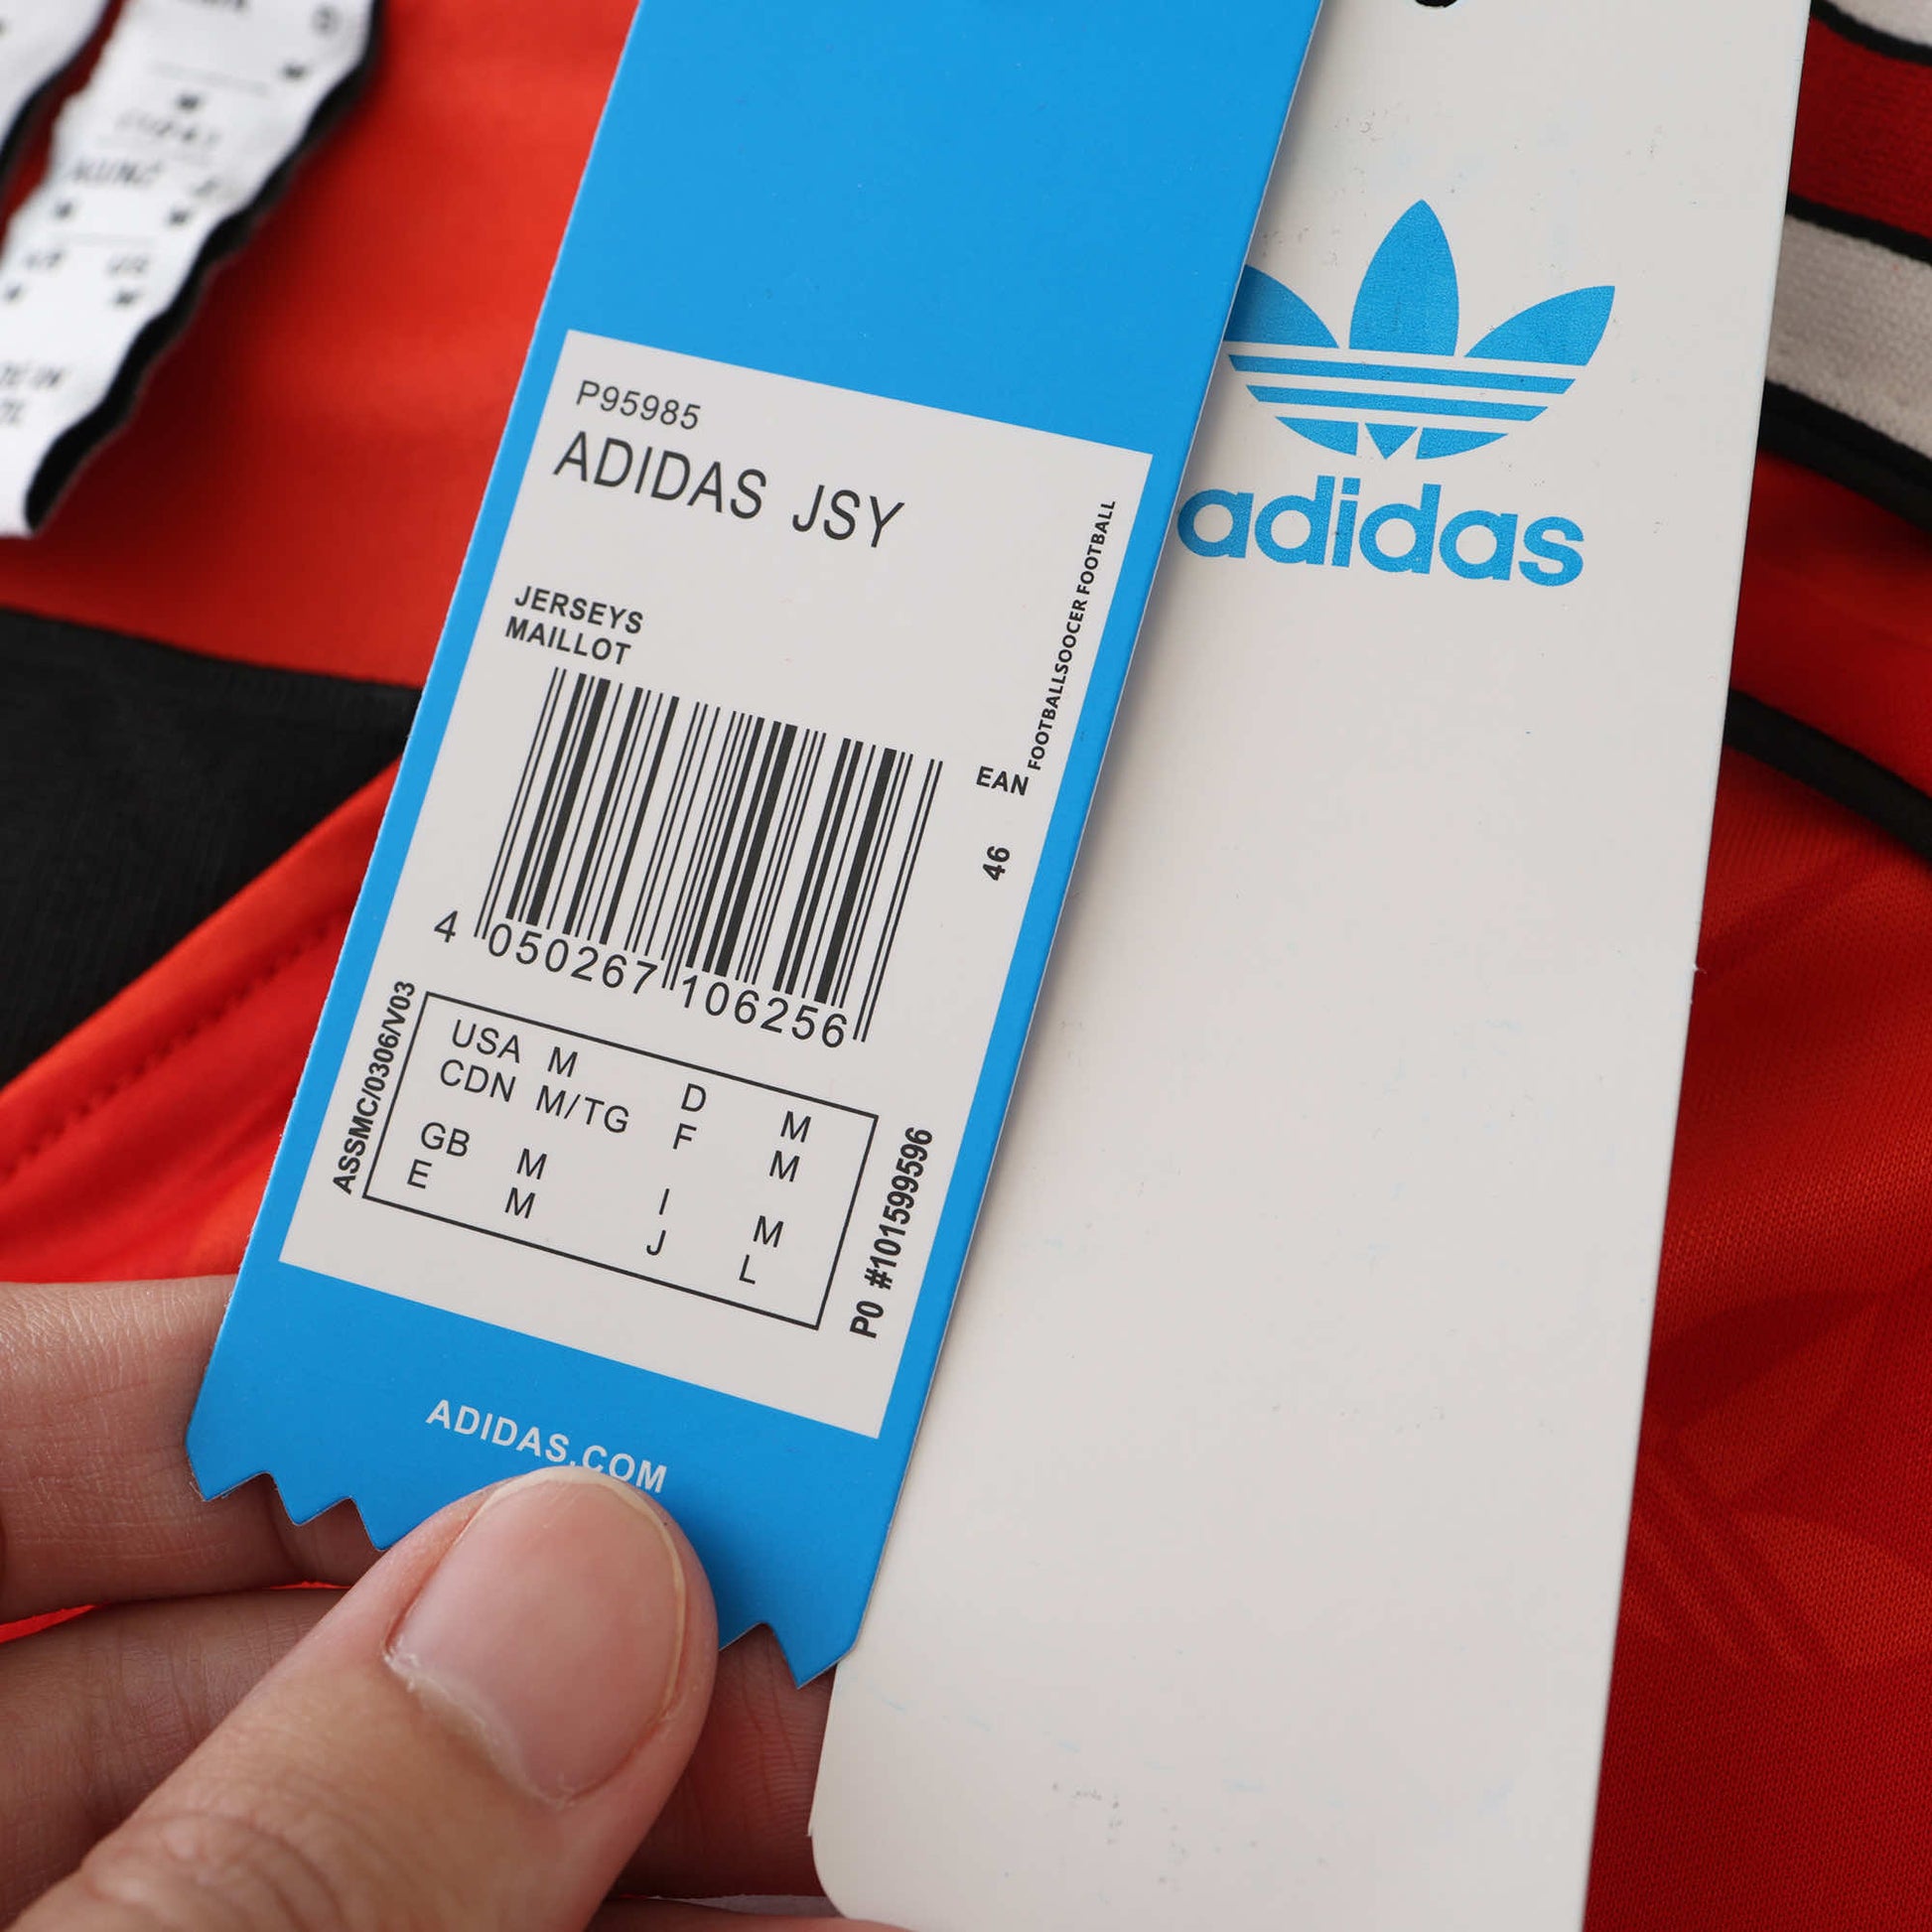 P95985
ADIDAS JSY
JERSEYS
MAILLOT
FOOTBALLSOOCER FOOTBALL
EAN
46
4 050267 106256
ASSMC/0306/V03
USA M D M
CDN M/TG F M
GB M I M
E M J L
PO #101599596
ADIDAS.COM
adidas